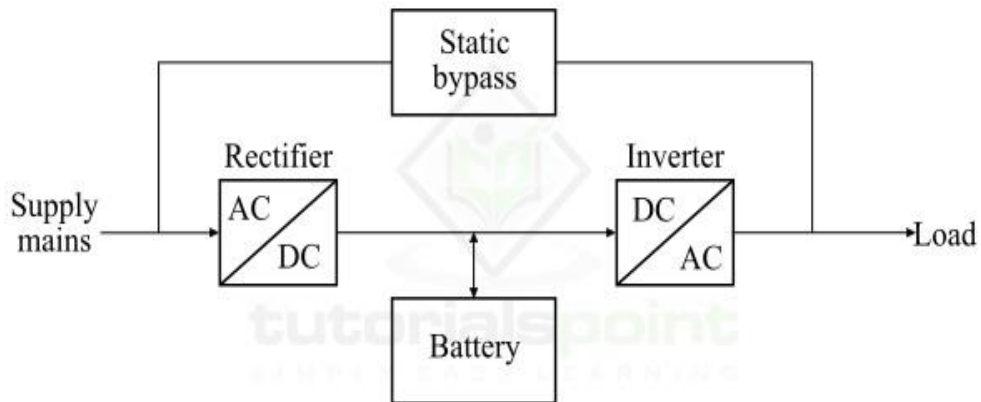 Static
bypass
Rectifier
Inverter
Supply
mains
AC
DC
DC
AC
Load
Battery
tutorialspoint
SIMPLY EASY LEARNING